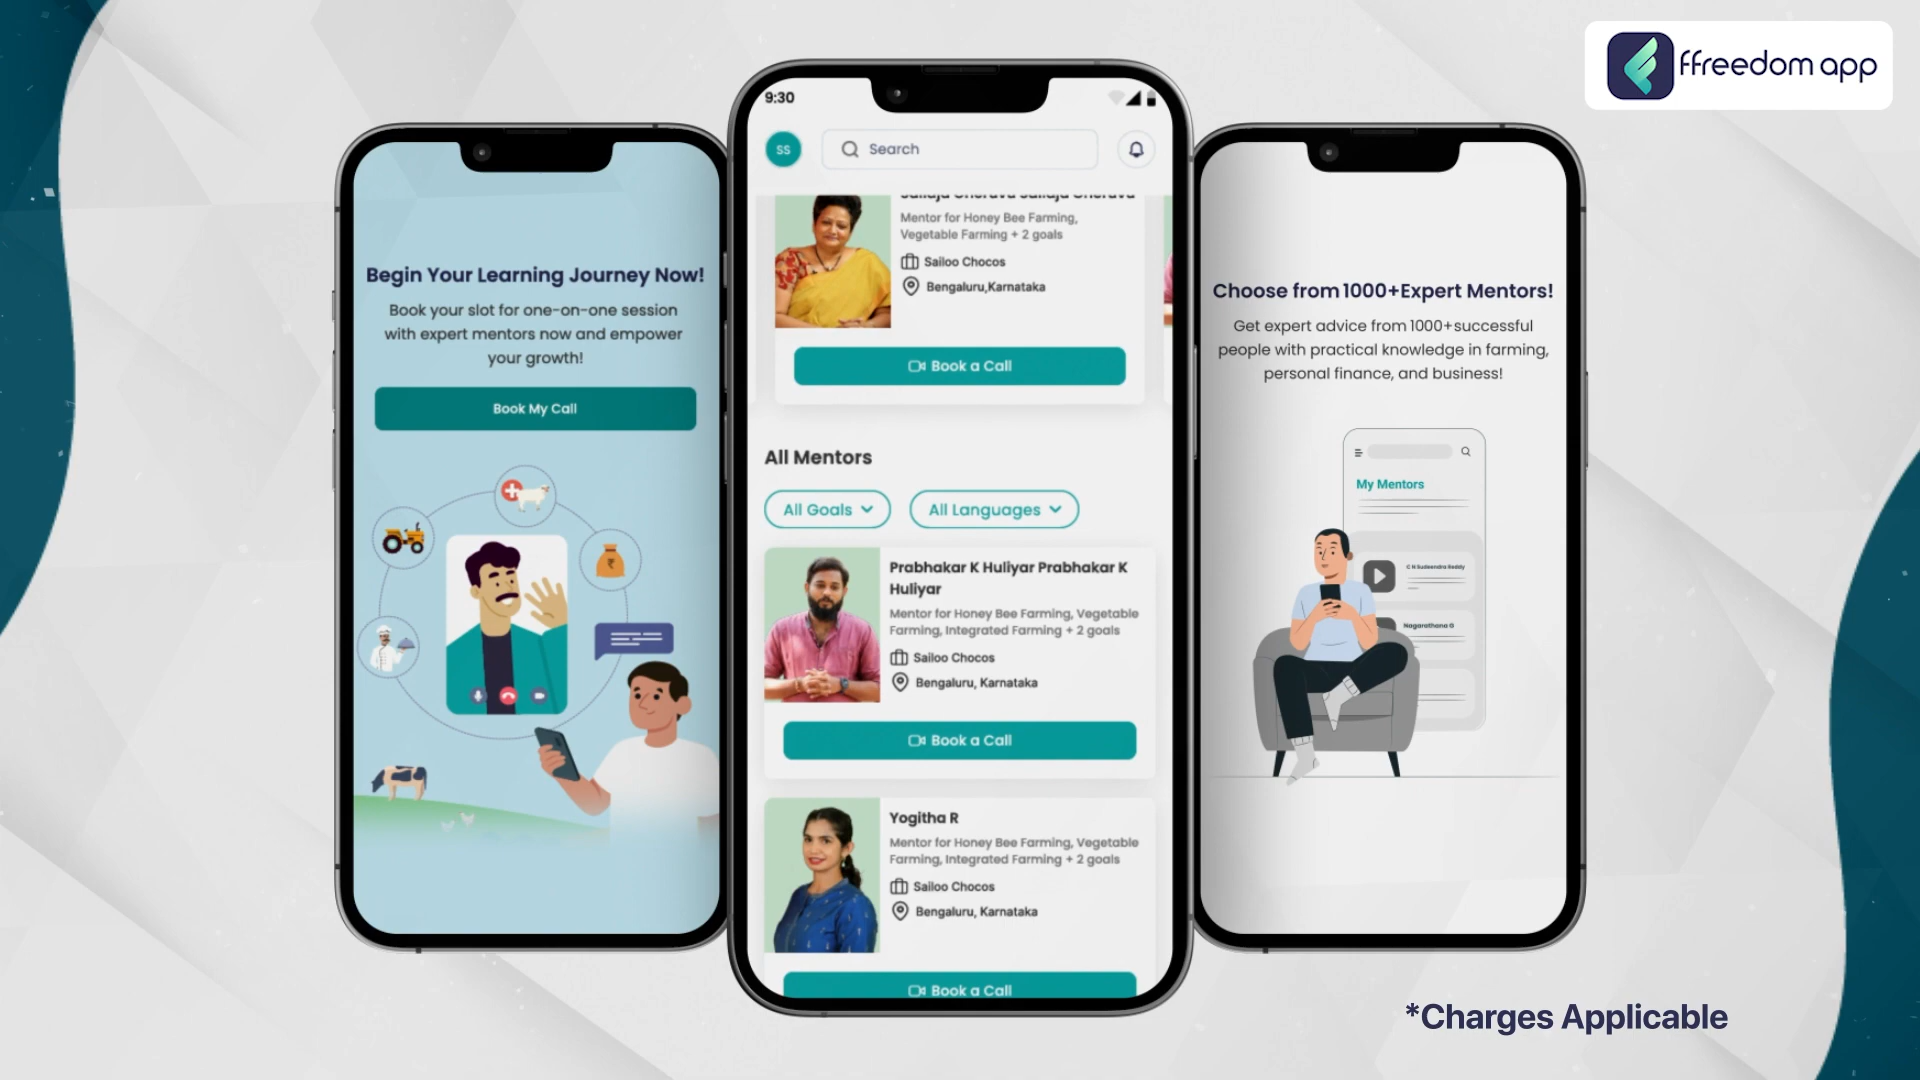 ffreedom app
Begin Your Learning Journey Now!
Book your slot for one-on-one session
with expert mentors now and empower
your growth!
Book My Call
9:30
SS
Search
Mentor for Honey Bee Farming,
Vegetable Farming + 2 goals
Sailoo Chocos
Bengaluru,Karnataka
Book a Call
All Mentors
All Goals
All Languages
Prabhakar K Huliyar Prabhakar K
Huliyar
Mentor for Honey Bee Farming, Vegetable
Farming, Integrated Farming + 2 goals
Sailoo Chocos
Bengaluru, Karnataka
Book a Call
Yogitha R
Mentor for Honey Bee Farming, Vegetable
Farming, Integrated Farming + 2 goals
Sailoo Chocos
Bengaluru, Karnataka
Book a Call
Choose from 1000+Expert Mentors!
Get expert advice from 1000+successful
people with practical knowledge in farming,
personal finance, and business!
My Mentors
C N Sudeendra Reddy
Nagarathana G
*Charges Applicable